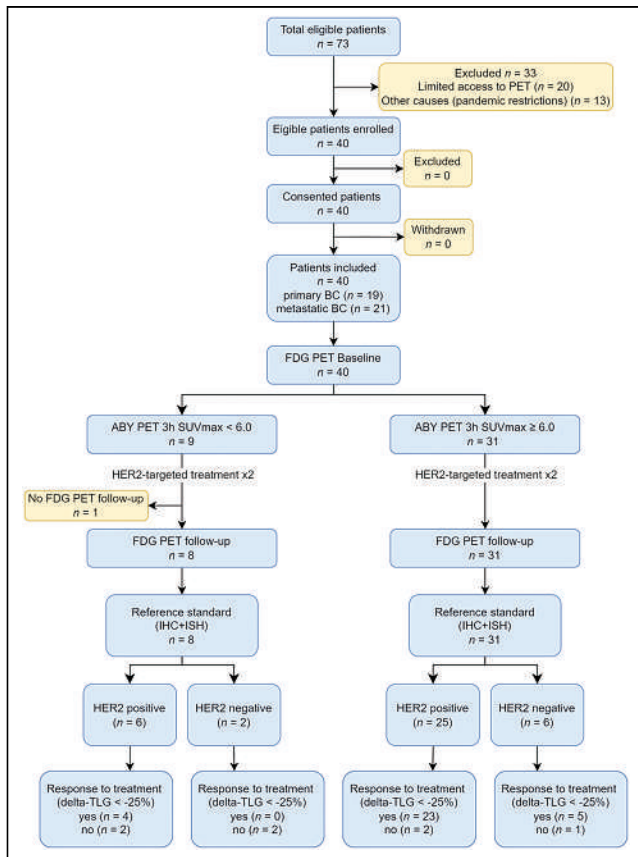 Total eligible patients
n = 73
Excluded n = 33
Limited access to PET (n = 20)
Other causes (pandemic restrictions) (n = 13)
Eigible patients enrolled
n = 40
Excluded
n = 0
Consented patients
n = 40
Withdrawn
n = 0
Patients included
n = 40
primary BC (n = 19)
metastatic BC (n = 21)
FDG PET Baseline
n = 40
ABY PET 3h SUVmax < 6.0
n = 9
ABY PET 3h SUVmax ≥ 6.0
n = 31
HER2-targeted treatment x2
HER2-targeted treatment x2
No FDG PET follow-up
n = 1
FDG PET follow-up
n = 8
FDG PET follow-up
n = 31
Reference standard
(IHC+ISH)
n = 8
Reference standard
(IHC+ISH)
n = 31
HER2 positive
(n = 6)
HER2 negative
(n = 2)
HER2 positive
(n = 25)
HER2 negative
(n = 6)
Response to treatment
(delta-TLG < -25%)
yes (n = 4)
no (n = 2)
Response to treatment
(delta-TLG < -25%)
yes (n = 0)
no (n = 2)
Response to treatment
(delta-TLG < -25%)
yes (n = 23)
no (n = 2)
Response to treatment
(delta-TLG < -25%)
yes (n = 5)
no (n = 1)